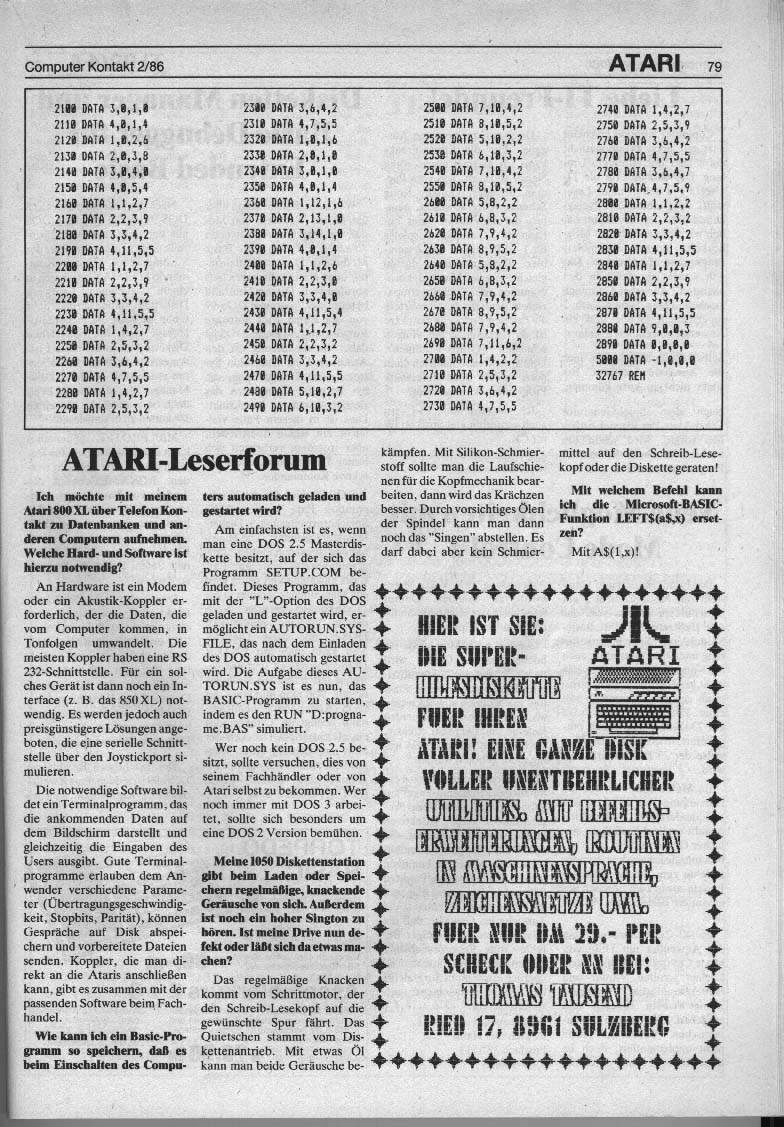 Computer Kontakt 2/86
ATARI 79
2100 DATA 3,0,1,0
2110 DATA 4,0,1,4
2120 DATA 1,0,2,6
2130 DATA 2,0,3,8
2140 DATA 3,0,4,0
2150 DATA 4,0,5,4
2160 DATA 1,1,2,7
2170 DATA 2,2,3,9
2180 DATA 3,3,4,2
2190 DATA 4,11,5,5
2200 DATA 1,1,2,7
2210 DATA 2,2,3,9
2220 DATA 3,3,4,2
2230 DATA 4,11,5,5
2240 DATA 1,4,2,7
2250 DATA 2,5,3,2
2260 DATA 3,6,4,2
2270 DATA 4,7,5,5
2280 DATA 1,4,2,7
2290 DATA 2,5,3,2
2300 DATA 3,6,4,2
2310 DATA 4,7,5,5
2320 DATA 1,0,1,6
2330 DATA 2,0,1,0
2340 DATA 3,0,1,0
2350 DATA 4,0,1,4
2360 DATA 1,12,1,6
2370 DATA 2,13,1,0
2380 DATA 3,14,1,0
2390 DATA 4,0,1,4
2400 DATA 1,1,2,6
2410 DATA 2,2,3,0
2420 DATA 3,3,4,0
2430 DATA 4,11,5,4
2440 DATA 1,1,2,7
2450 DATA 2,2,3,2
2460 DATA 3,3,4,2
2470 DATA 4,11,5,5
2480 DATA 5,10,2,7
2490 DATA 6,10,3,2
2500 DATA 7,10,4,2
2510 DATA 8,10,5,2
2520 DATA 5,10,2,2
2530 DATA 6,10,3,2
2540 DATA 7,10,4,2
2550 DATA 8,10,5,2
2600 DATA 5,8,2,2
2610 DATA 6,8,3,2
2620 DATA 7,9,4,2
2630 DATA 8,9,5,2
2640 DATA 5,8,2,2
2650 DATA 6,8,3,2
2660 DATA 7,9,4,2
2670 DATA 8,9,5,2
2680 DATA 7,9,4,2
2690 DATA 7,11,6,2
2700 DATA 1,4,2,2
2710 DATA 2,5,3,2
2720 DATA 3,6,4,2
2730 DATA 4,7,5,5
2740 DATA 1,4,2,7
2750 DATA 2,5,3,9
2760 DATA 3,6,4,2
2770 DATA 4,7,5,5
2780 DATA 3,6,4,7
2790 DATA 4,7,5,9
2800 DATA 1,1,2,2
2810 DATA 2,2,3,2
2820 DATA 3,3,4,2
2830 DATA 4,11,5,5
2840 DATA 1,1,2,7
2850 DATA 2,2,3,9
2860 DATA 3,3,4,2
2870 DATA 4,11,5,5
2880 DATA 9,0,0,3
2890 DATA 0,0,0,0
5000 DATA -1,0,0,0
32767 REM
ATARI-Leserforum
Ich möchte mit meinem
Atari 800 XL über Telefon Kon-
takt zu Datenbanken und an-
deren Computern aufnehmen.
Welche Hard- und Software ist
hierzu notwendig?
An Hardware ist ein Modem
oder ein Akustik-Koppler er-
forderlich, der die Daten, die
vom Computer kommen, in
Tonfolgen umwandelt. Die
meisten Koppler haben eine RS
232-Schnittstelle. Für ein sol-
ches Gerät ist dann noch ein In-
terface (z. B. das 850 XL) not-
wendig. Es werden jedoch auch
preisgünstigere Lösungen ange-
boten, die eine serielle Schnitt-
stelle über den Joystickport si-
mulieren.
Die notwendige Software bil-
det ein Terminalprogramm, das
die ankommenden Daten auf
dem Bildschirm darstellt und
gleichzeitig die Eingaben des
Users ausgibt. Gute Terminal-
programme erlauben dem An-
wender verschiedene Parame-
ter (Übertragungsgeschwindig-
keit, Stopbits, Parität), können
Gespräche auf Disk abspei-
chern und vorbereitete Dateien
senden. Koppler, die man di-
rekt an die Ataris anschließen
kann, gibt es zusammen mit der
passenden Software beim Fach-
handel.
Wie kann ich ein Basic-Pro-
gramm so speichern, daß es
beim Einschalten des Compu-
ters automatisch geladen und
gestartet wird?
Am einfachsten ist es, wenn
man eine DOS 2.5 Masterdis-
kette besitzt, auf der sich das
Programm SETUP.COM be-
findet. Dieses Programm, das
mit der "L"-Option des DOS
geladen und gestartet wird, er-
möglicht ein AUTORUN.SYS-
FILE, das nach dem Einladen
des DOS automatisch gestartet
wird. Die Aufgabe dieses AU-
TORUN.SYS ist es nun, das
BASIC-Programm zu starten,
indem es den RUN "D:progna-
me.BAS" simuliert.
Wer noch kein DOS 2.5 be-
sitzt, sollte versuchen, dies von
seinem Fachhändler oder von
Atari selbst zu bekommen. Wer
noch immer mit DOS 3 arbei-
tet, sollte sich besonders um
eine DOS 2 Version bemühen.
Meine 1050 Diskettenstation
gibt beim Laden oder Spei-
chern regelmäßige, knackende
Geräusche von sich. Außerdem
ist noch ein hoher Sington zu
hören. Ist meine Drive nun de-
fekt oder läßt sich da etwas ma-
chen?
Das regelmäßige Knacken
kommt vom Schrittmotor, der
den Schreib-Lesekopf auf die
gewünschte Spur fährt. Das
Quietschen stammt vom Dis-
kettenantrieb. Mit etwas Öl
kann man beide Geräusche be-
kämpfen. Mit Silikon-Schmier-
stoff sollte man die Laufschie-
nen für die Kopfmechanik bear-
beiten, dann wird das Krächzen
besser. Durch vorsichtiges Ölen
der Spindel kann man dann
noch das "Singen" abstellen. Es
darf dabei aber kein Schmier-
mittel auf den Schreib-Lese-
kopf oder die Diskette geraten!
Mit welchem Befehl kann
ich die Microsoft-BASIC-
Funktion LEFT$(a$,x) erset-
zen?
Mit A$(1,x)!
HIER IST SIE:
DIE SUPER-
HILFSDISKETTE
FUER IHREN
ATARI! EINE GANZE DISK
VOLLER UNENTBEHRLICHER
UTILITIES. MIT BEFEHLS-
ERWEITERUNGEN, ROUTINEN
IN MASCHINENSPRACHE,
ZEICHENSAETZE UVM.
FUER NUR DM 29.- PER
SCHECK ODER NN BEI:
THOMAS TAUSEND
RIED 17, 8961 SULZBERG
ATARI